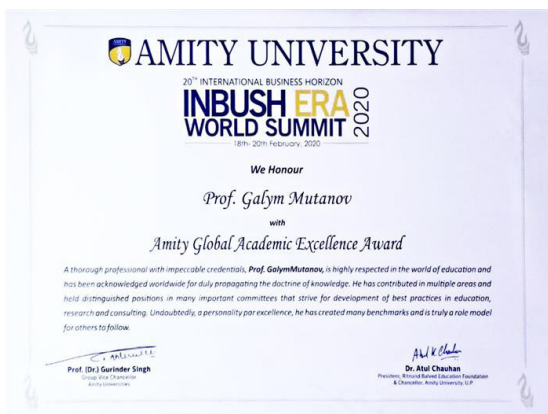 AMITY UNIVERSITY
20TH INTERNATIONAL BUSINESS HORIZON
INBUSH ERA
WORLD SUMMIT 2020
18th- 20th February, 2020
We Honour
Prof. Galym Mutanov
with
Amity Global Academic Excellence Award
A thorough professional with impeccable credentials, Prof. GalymMutanov, is highly respected in the world of education and
has been acknowledged worldwide for duly propagating the doctrine of knowledge. He has contributed in multiple areas and
held distinguished positions in many important committees that strive for development of best practices in education,
research and consulting. Undoubtedly, a personality par excellence, he has created many benchmarks and is truly a role model
for others to follow.
Prof. (Dr.) Gurinder Singh
Group Vice Chancellor
Amity Universities
Dr. Atul Chauhan
President, Ritnand Balved Education Foundation
& Chancellor, Amity University, U.P